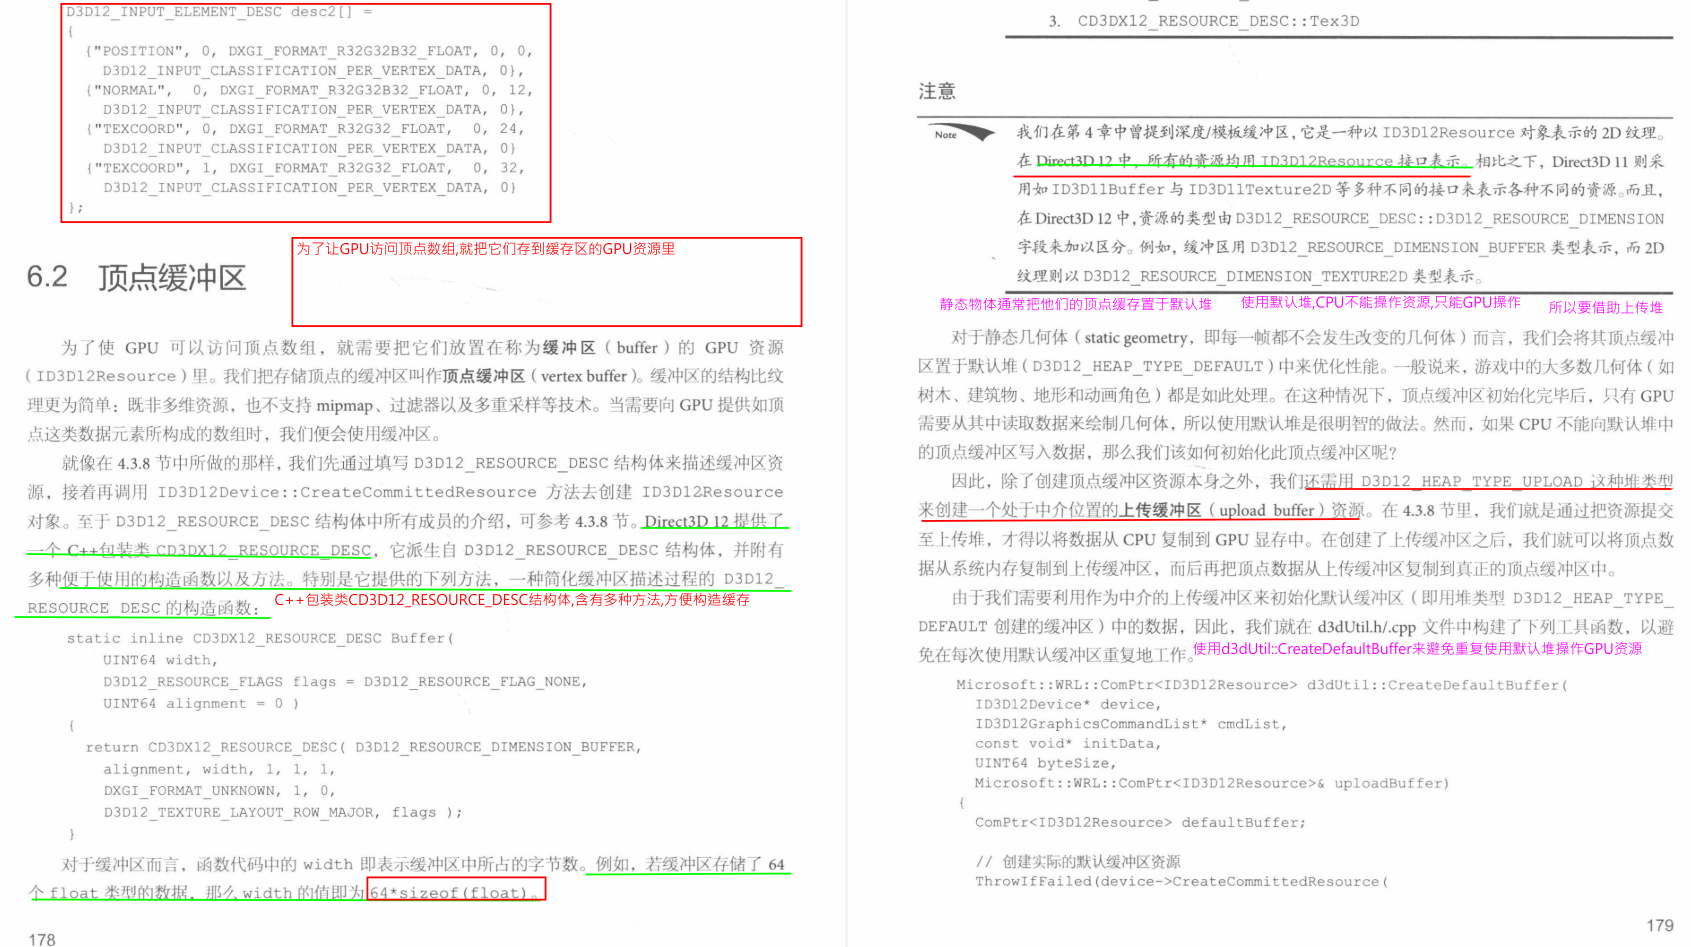 D3D12_INPUT_ELEMENT_DESC desc2[] =
{
{"POSITION", 0, DXGI_FORMAT_R32G32B32_FLOAT, 0, 0,
D3D12_INPUT_CLASSIFICATION_PER_VERTEX_DATA, 0},
{"NORMAL", 0, DXGI_FORMAT_R32G32B32_FLOAT, 0, 12,
D3D12_INPUT_CLASSIFICATION_PER_VERTEX_DATA, 0},
{"TEXCOORD", 0, DXGI_FORMAT_R32G32_FLOAT, 0, 24,
D3D12_INPUT_CLASSIFICATION_PER_VERTEX_DATA, 0}
{"TEXCOORD", 1, DXGI_FORMAT_R32G32_FLOAT, 0, 32,
D3D12_INPUT_CLASSIFICATION_PER_VERTEX_DATA, 0}
};
为了让GPU访问顶点数组,就把它们存到缓存区的GPU资源里
6.2 顶点缓冲区
为了使 GPU 可以访问顶点数组，就需要把它们放置在称为缓冲区（buffer）的 GPU 资源
（ID3D12Resource）里。我们把存储顶点的缓冲区叫作顶点缓冲区（vertex buffer）。缓冲区的结构比纹
理更为简单：既非多维资源，也不支持 mipmap、过滤器以及多重采样等技术。当需要向 GPU 提供如顶
点这类数据元素所构成的数组时，我们便会使用缓冲区。
就像在 4.3.8 节中所做的那样，我们先通过填写 D3D12_RESOURCE_DESC 结构体来描述缓冲区资
源，接着再调用 ID3D12Device::CreateCommittedResource 方法去创建 ID3D12Resource
对象。至于 D3D12_RESOURCE_DESC 结构体中所有成员的介绍，可参考 4.3.8 节。Direct3D 12 提供了
一个 C++包装类 CD3DX12_RESOURCE_DESC，它派生自 D3D12_RESOURCE_DESC 结构体，并附有
多种便于使用的构造函数以及方法。特别是它提供的下列方法，一种简化缓冲区描述过程的 D3D12_
RESOURCE_DESC 的构造函数：
C++包装类CD3D12_RESOURCE_DESC结构体,含有多种方法,方便构造缓存
static inline CD3DX12_RESOURCE_DESC Buffer(
UINT64 width,
D3D12_RESOURCE_FLAGS flags = D3D12_RESOURCE_FLAG_NONE,
UINT64 alignment = 0 )
{
return CD3DX12_RESOURCE_DESC( D3D12_RESOURCE_DIMENSION_BUFFER,
alignment, width, 1, 1, 1,
DXGI_FORMAT_UNKNOWN, 1, 0,
D3D12_TEXTURE_LAYOUT_ROW_MAJOR, flags );
}
对于缓冲区而言，函数代码中的 width 即表示缓冲区中所占的字节数。例如，若缓冲区存储了 64
个 float 类型的数据，那么 width 的值即为 64*sizeof(float)。
178
3. CD3DX12_RESOURCE_DESC::Tex3D
注意
Note
我们在第 4 章中曾提到深度/模板缓冲区，它是一种以 ID3D12Resource 对象表示的 2D 纹理。
在 Direct3D 12 中，所有的资源均用 ID3D12Resource 接口表示。相比之下，Direct3D 11 则采
用如 ID3D11Buffer 与 ID3D11Texture2D 等多种不同的接口来表示各种不同的资源。而且，
在 Direct3D 12 中，资源的类型由 D3D12_RESOURCE_DESC::D3D12_RESOURCE_DIMENSION
字段来加以区分。例如，缓冲区用 D3D12_RESOURCE_DIMENSION_BUFFER 类型表示，而 2D
纹理则以 D3D12_RESOURCE_DIMENSION_TEXTURE2D 类型表示。
静态物体通常把他们的顶点缓存置于默认堆 使用默认堆,CPU不能操作资源,只能GPU操作 所以要借助上传堆
对于静态几何体（static geometry，即每一帧都不会发生改变的几何体）而言，我们会将其顶点缓冲
区置于默认堆（D3D12_HEAP_TYPE_DEFAULT）中来优化性能。一般说来，游戏中的大多数几何体（如
树木、建筑物、地形和动画角色）都是如此处理。在这种情况下，顶点缓冲区初始化完毕后，只有 GPU
需要从其中读取数据来绘制几何体，所以使用默认堆是很明智的做法。然而，如果 CPU 不能向默认堆中
的顶点缓冲区写入数据，那么我们该如何初始化此顶点缓冲区呢？
因此，除了创建顶点缓冲区资源本身之外，我们还需用 D3D12_HEAP_TYPE_UPLOAD 这种堆类型
来创建一个处于中介位置的上传缓冲区（upload buffer）资源。在 4.3.8 节里，我们就是通过把资源提交
至上传堆，才得以将数据从 CPU 复制到 GPU 显存中。在创建了上传缓冲区之后，我们就可以将顶点数
据从系统内存复制到上传缓冲区，而后再把顶点数据从上传缓冲区复制到真正的顶点缓冲区中。
由于我们需要利用作为中介的上传缓冲区来初始化默认缓冲区（即用堆类型 D3D12_HEAP_TYPE_
DEFAULT 创建的缓冲区）中的数据，因此，我们就在 d3dUtil.h/.cpp 文件中构建了下列工具函数，以避
免在每次使用默认缓冲区重复地工作。
使用d3dUtil::CreateDefaultBuffer来避免重复使用默认堆操作GPU资源
Microsoft::WRL::ComPtr<ID3D12Resource> d3dUtil::CreateDefaultBuffer(
ID3D12Device* device,
ID3D12GraphicsCommandList* cmdList,
const void* initData,
UINT64 byteSize,
Microsoft::WRL::ComPtr<ID3D12Resource>& uploadBuffer)
{
ComPtr<ID3D12Resource> defaultBuffer;
// 创建实际的默认缓冲区资源
ThrowIfFailed(device->CreateCommittedResource(
179